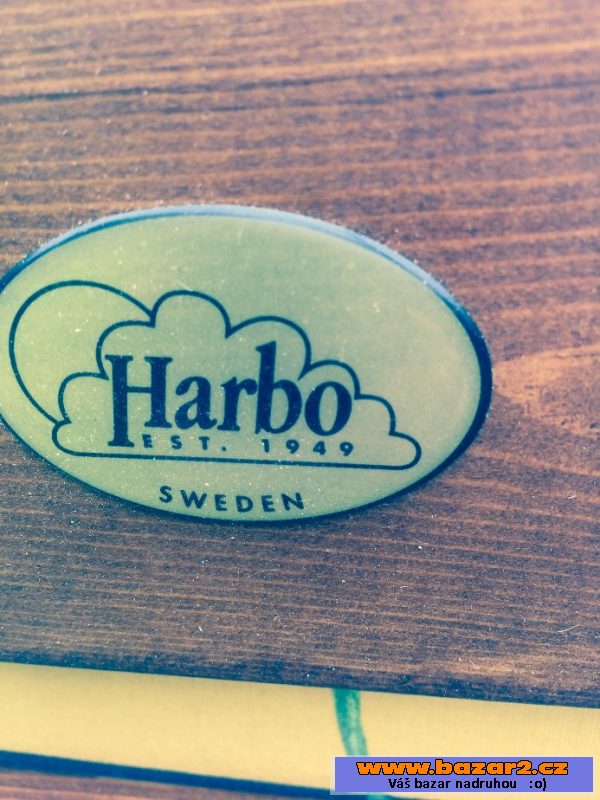 Harbo
EST. 1949
SWEDEN
www.bazar2.cz
Váš bazar nadruhou :o)